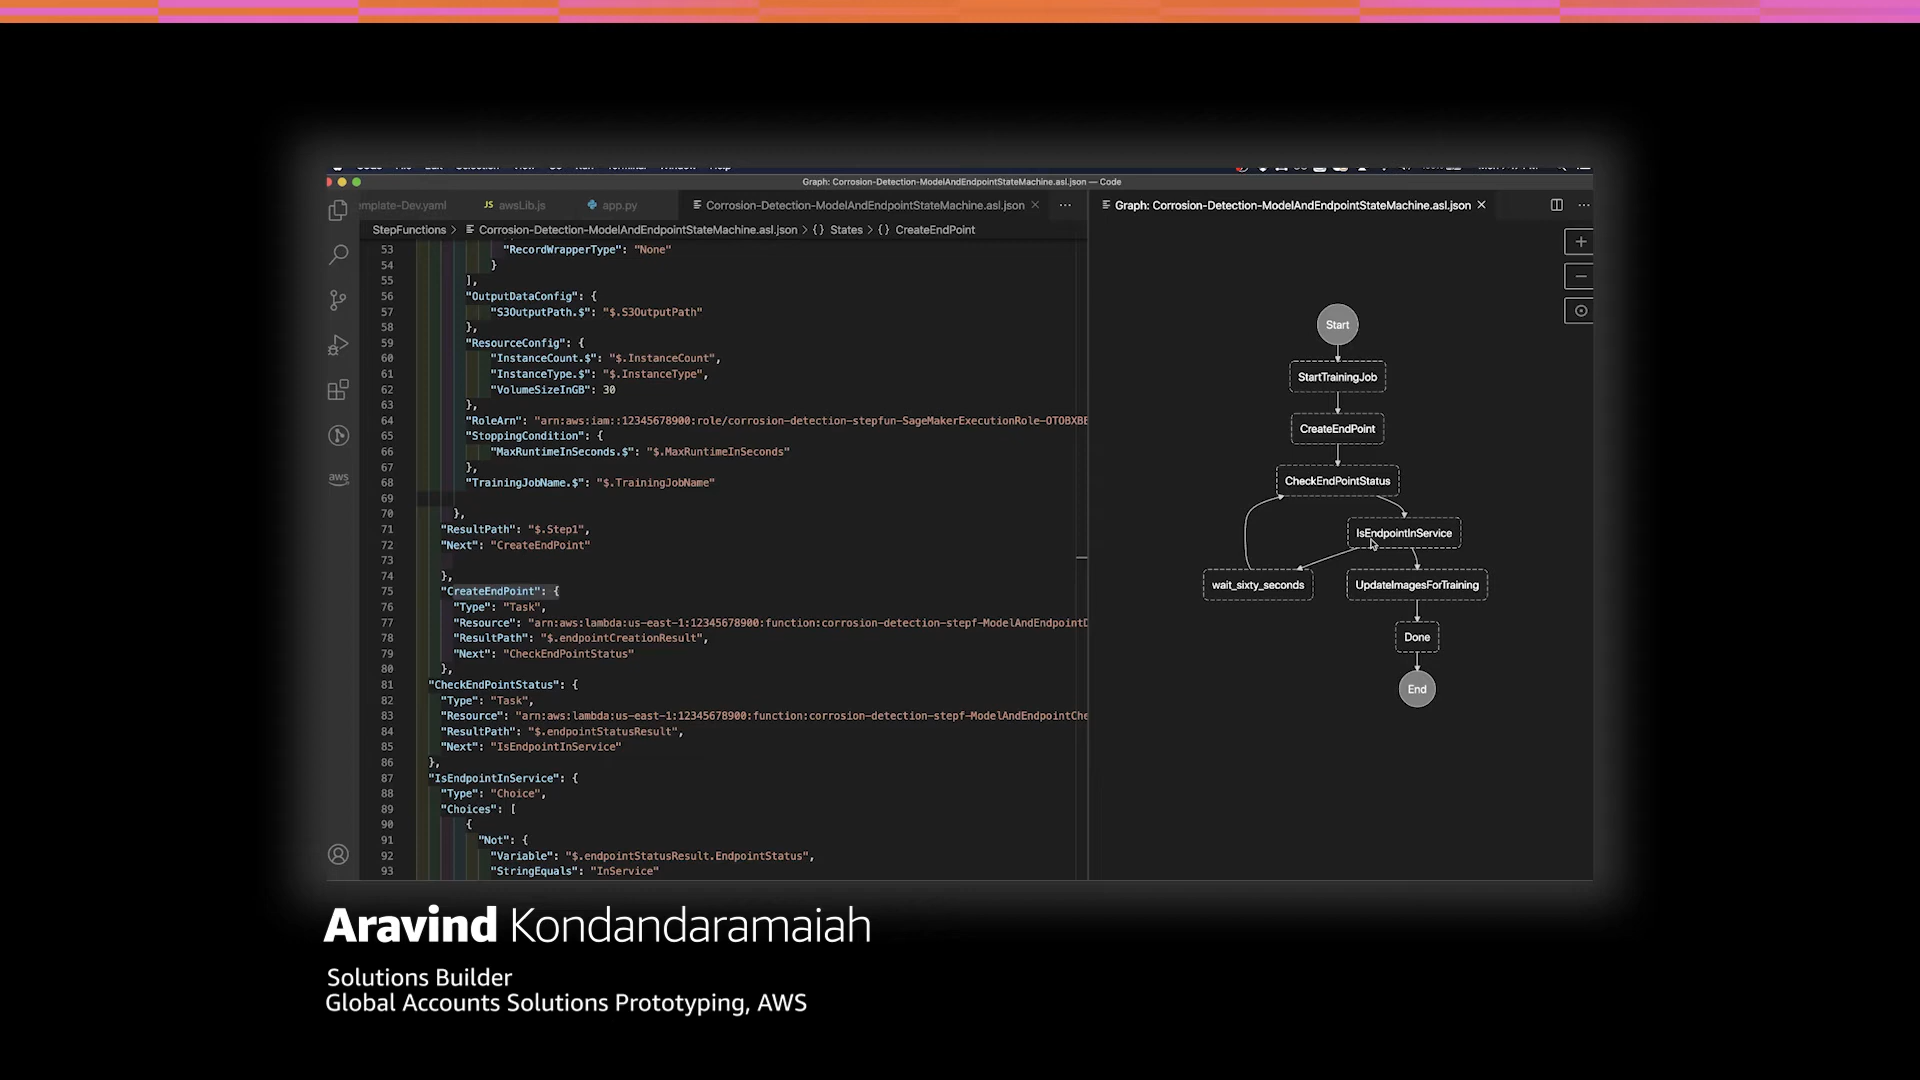 Graph: Corrosion-Detection-ModelAndEndpointStateMachine.asl.json — Code
emplate-Dev.yaml
JS awsLib.js
app.py
Corrosion-Detection-ModelAndEndpointStateMachine.asl.json
Graph: Corrosion-Detection-ModelAndEndpointStateMachine.asl.json
StepFunctions > Corrosion-Detection-ModelAndEndpointStateMachine.asl.json > {} States > {} CreateEndPoint
53 "RecordWrapperType": "None"
54 }
55 ],
56 "OutputDataConfig": {
57 "S3OutputPath.$": "$.S3OutputPath"
58 },
59 "ResourceConfig": {
60 "InstanceCount.$": "$.InstanceCount",
61 "InstanceType.$": "$.InstanceType",
62 "VolumeSizeInGB": 30
63 },
64 "RoleArn": "arn:aws:iam::12345678900:role/corrosion-detection-stepfun-SageMakerExecutionRole-OTOBXBE
65 "StoppingCondition": {
66 "MaxRuntimeInSeconds.$": "$.MaxRuntimeInSeconds"
67 },
68 "TrainingJobName.$": "$.TrainingJobName"
69
70 },
71 "ResultPath": "$.Step1",
72 "Next": "CreateEndPoint"
73
74 },
75 "CreateEndPoint": {
76 "Type": "Task",
77 "Resource": "arn:aws:lambda:us-east-1:12345678900:function:corrosion-detection-stepf-ModelAndEndpointD
78 "ResultPath": "$.endpointCreationResult",
79 "Next": "CheckEndPointStatus"
80 },
81 "CheckEndPointStatus": {
82 "Type": "Task",
83 "Resource": "arn:aws:lambda:us-east-1:12345678900:function:corrosion-detection-stepf-ModelAndEndpointChe
84 "ResultPath": "$.endpointStatusResult",
85 "Next": "IsEndpointInService"
86 },
87 "IsEndpointInService": {
88 "Type": "Choice",
89 "Choices": [
90 {
91 "Not": {
92 "Variable": "$.endpointStatusResult.EndpointStatus",
93 "StringEquals": "InService"
aws
Start
StartTrainingJob
CreateEndPoint
CheckEndPointStatus
IsEndpointInService
wait_sixty_seconds
UpdateImagesForTraining
Done
End
Aravind Kondandaramaiah
Solutions Builder
Global Accounts Solutions Prototyping, AWS